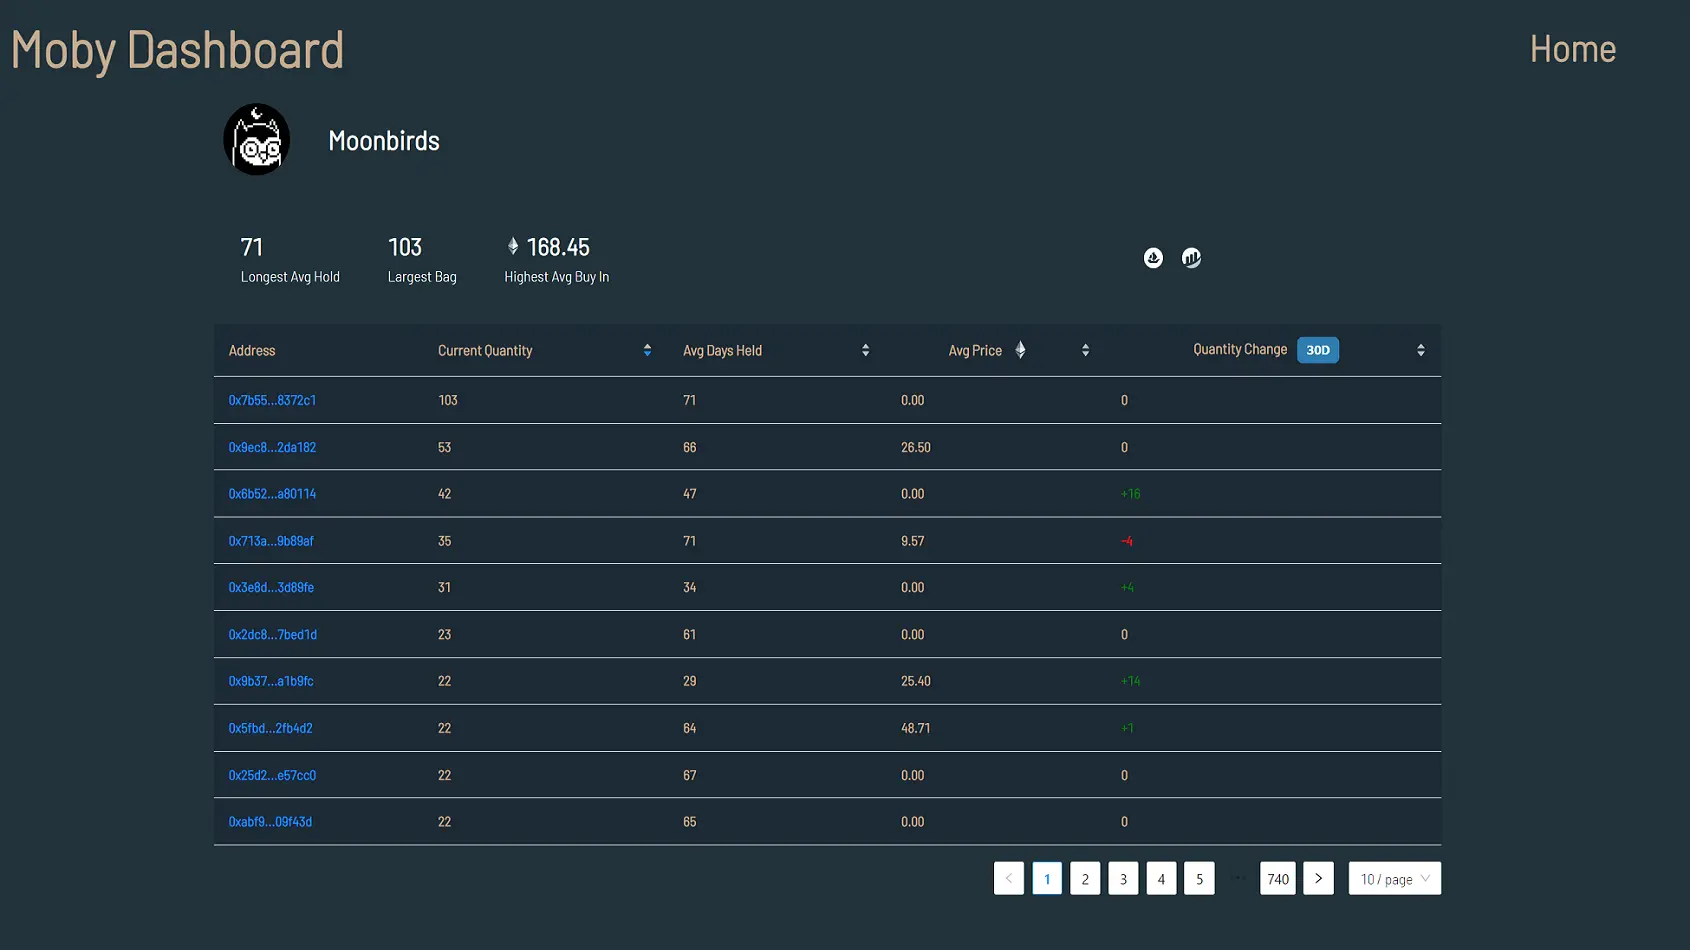 Moby Dashboard Home
Moonbirds
71 103 168.45
Longest Avg Hold Largest Bag Highest Avg Buy In
Address Current Quantity Avg Days Held Avg Price Quantity Change 30D
0x7b55...8372c1 103 71 0.00 0
0x9ec8...2da182 53 66 26.50 0
0x6b52...a80114 42 47 0.00 +16
0x713a...9b89af 35 71 9.57 -4
0x3e8d...3d89fe 31 34 0.00 +4
0x2dc8...7bed1d 23 61 0.00 0
0x9b37...a1b9fc 22 29 25.40 +14
0x5fbd...2fb4d2 22 64 48.71 +1
0x25d2...e57cc0 22 67 0.00 0
0xabf9...09f43d 22 65 0.00 0
< 1 2 3 4 5 ••• 740 > 10 / page